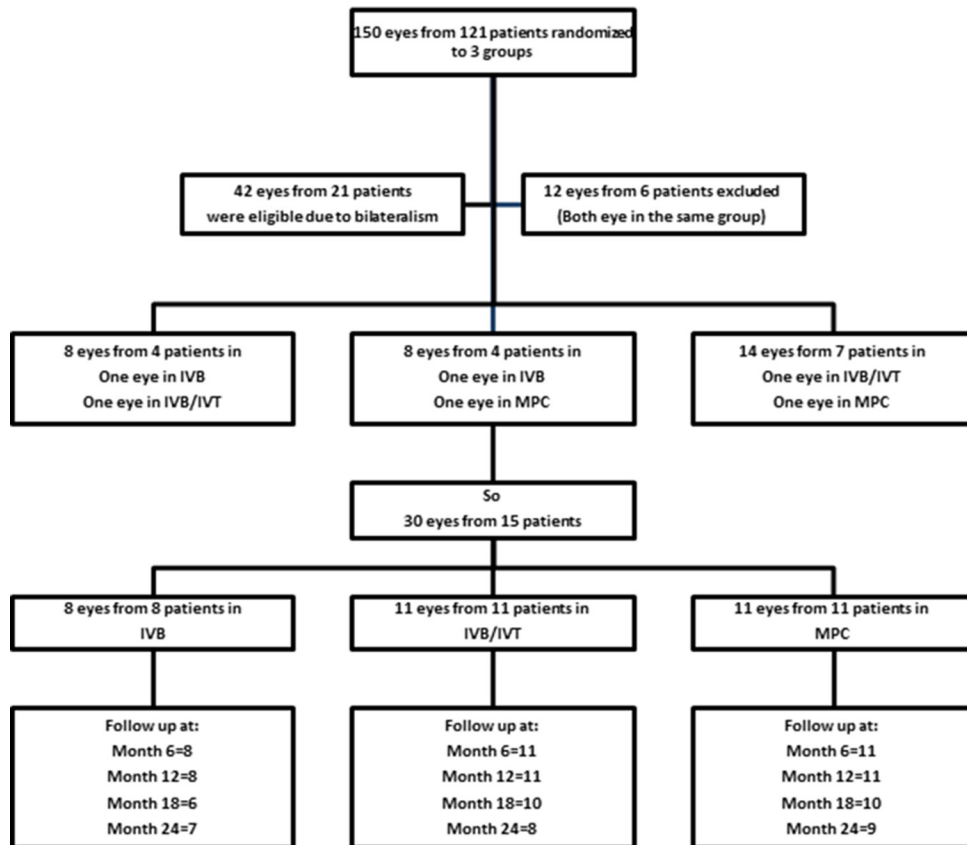 150 eyes from 121 patients randomized
to 3 groups
42 eyes from 21 patients
were eligible due to bilateralism
12 eyes from 6 patients excluded
(Both eye in the same group)
8 eyes from 4 patients in
One eye in IVB
One eye in IVB/IVT
8 eyes from 4 patients in
One eye in IVB
One eye in MPC
14 eyes form 7 patients in
One eye in IVB/IVT
One eye in MPC
So
30 eyes from 15 patients
8 eyes from 8 patients in
IVB
11 eyes from 11 patients in
IVB/IVT
11 eyes from 11 patients in
MPC
Follow up at:
Month 6=8
Month 12=8
Month 18=6
Month 24=7
Follow up at:
Month 6=11
Month 12=11
Month 18=10
Month 24=8
Follow up at:
Month 6=11
Month 12=11
Month 18=10
Month 24=9